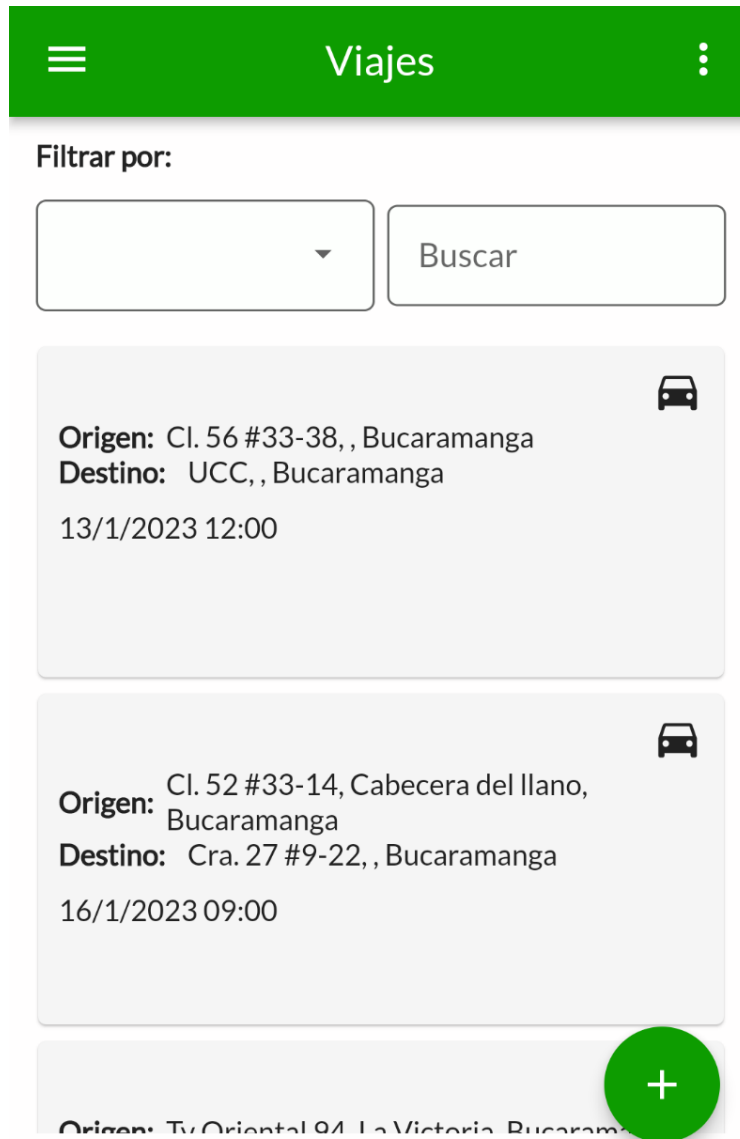 Viajes
Filtrar por:
Buscar
Origen: Cl. 56 #33-38, , Bucaramanga
Destino: UCC, , Bucaramanga
13/1/2023 12:00
Origen: Cl. 52 #33-14, Cabecera del llano,
Bucaramanga
Destino: Cra. 27 #9-22, , Bucaramanga
16/1/2023 09:00
Origen: Tv Oriental 94, La Victoria, Bucarama